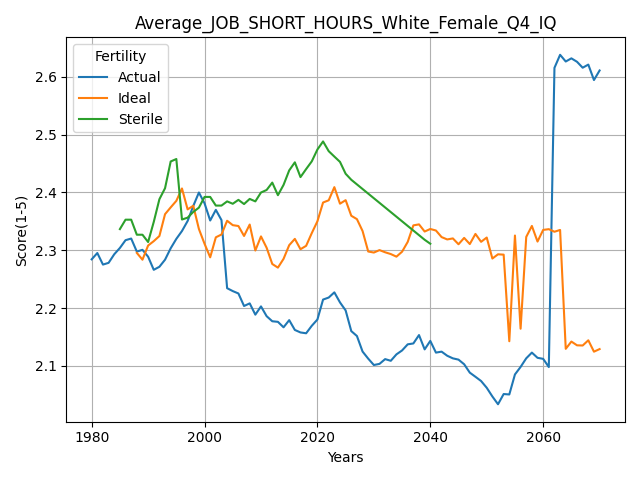 Average_JOB_SHORT_HOURS_White_Female_Q4_IQ
Fertility
Actual
Ideal
Sterile
Score(1-5)
2.6
2.5
2.4
2.3
2.2
2.1
1980
2000
2020
2040
2060
Years